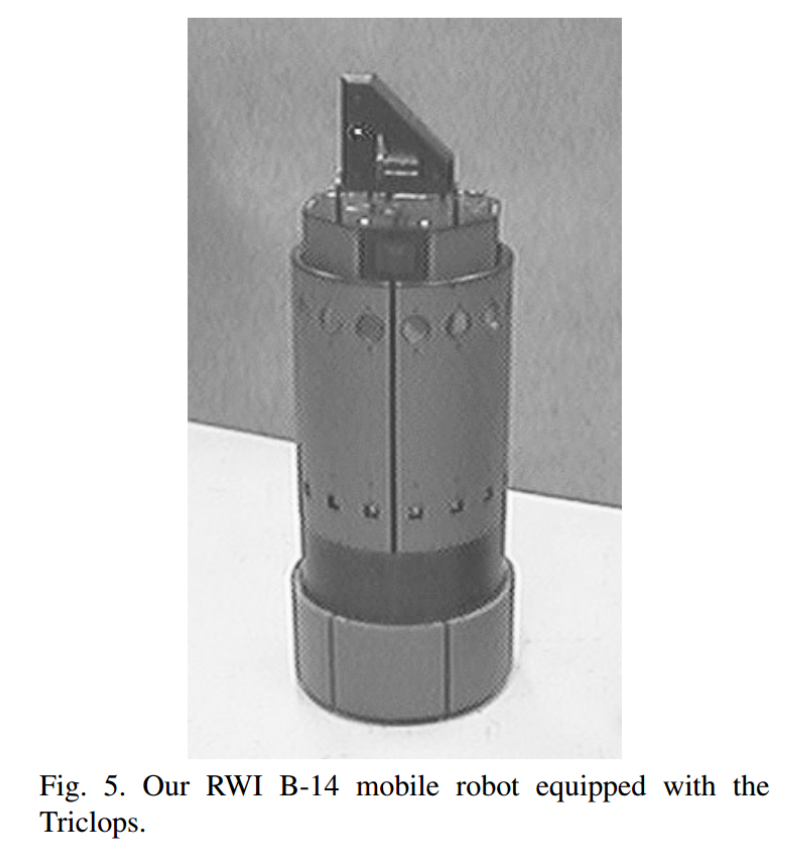 Fig. 5. Our RWI B-14 mobile robot equipped with the
Triclops.